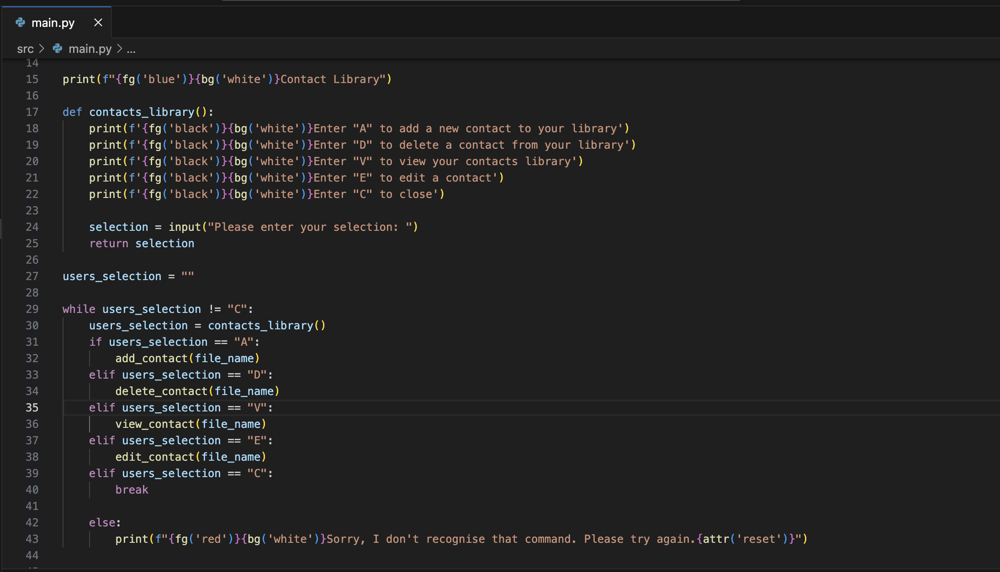 main.py
src > main.py > ...
14
15 print(f"{fg('blue')}{bg('white')}Contact Library")
16
17 def contacts_library():
18     print(f'{fg('black')}{bg('white')}Enter "A" to add a new contact to your library')
19     print(f'{fg('black')}{bg('white')}Enter "D" to delete a contact from your library')
20     print(f'{fg('black')}{bg('white')}Enter "V" to view your contacts library')
21     print(f'{fg('black')}{bg('white')}Enter "E" to edit a contact')
22     print(f'{fg('black')}{bg('white')}Enter "C" to close')
23
24     selection = input("Please enter your selection: ")
25     return selection
26
27 users_selection = ""
28
29 while users_selection != "C":
30     users_selection = contacts_library()
31     if users_selection == "A":
32         add_contact(file_name)
33     elif users_selection == "D":
34         delete_contact(file_name)
35     elif users_selection == "V":
36         view_contact(file_name)
37     elif users_selection == "E":
38         edit_contact(file_name)
39     elif users_selection == "C":
40         break
41
42     else:
43         print(f"{fg('red')}{bg('white')}Sorry, I don't recognise that command. Please try again.{attr('reset')}")
44